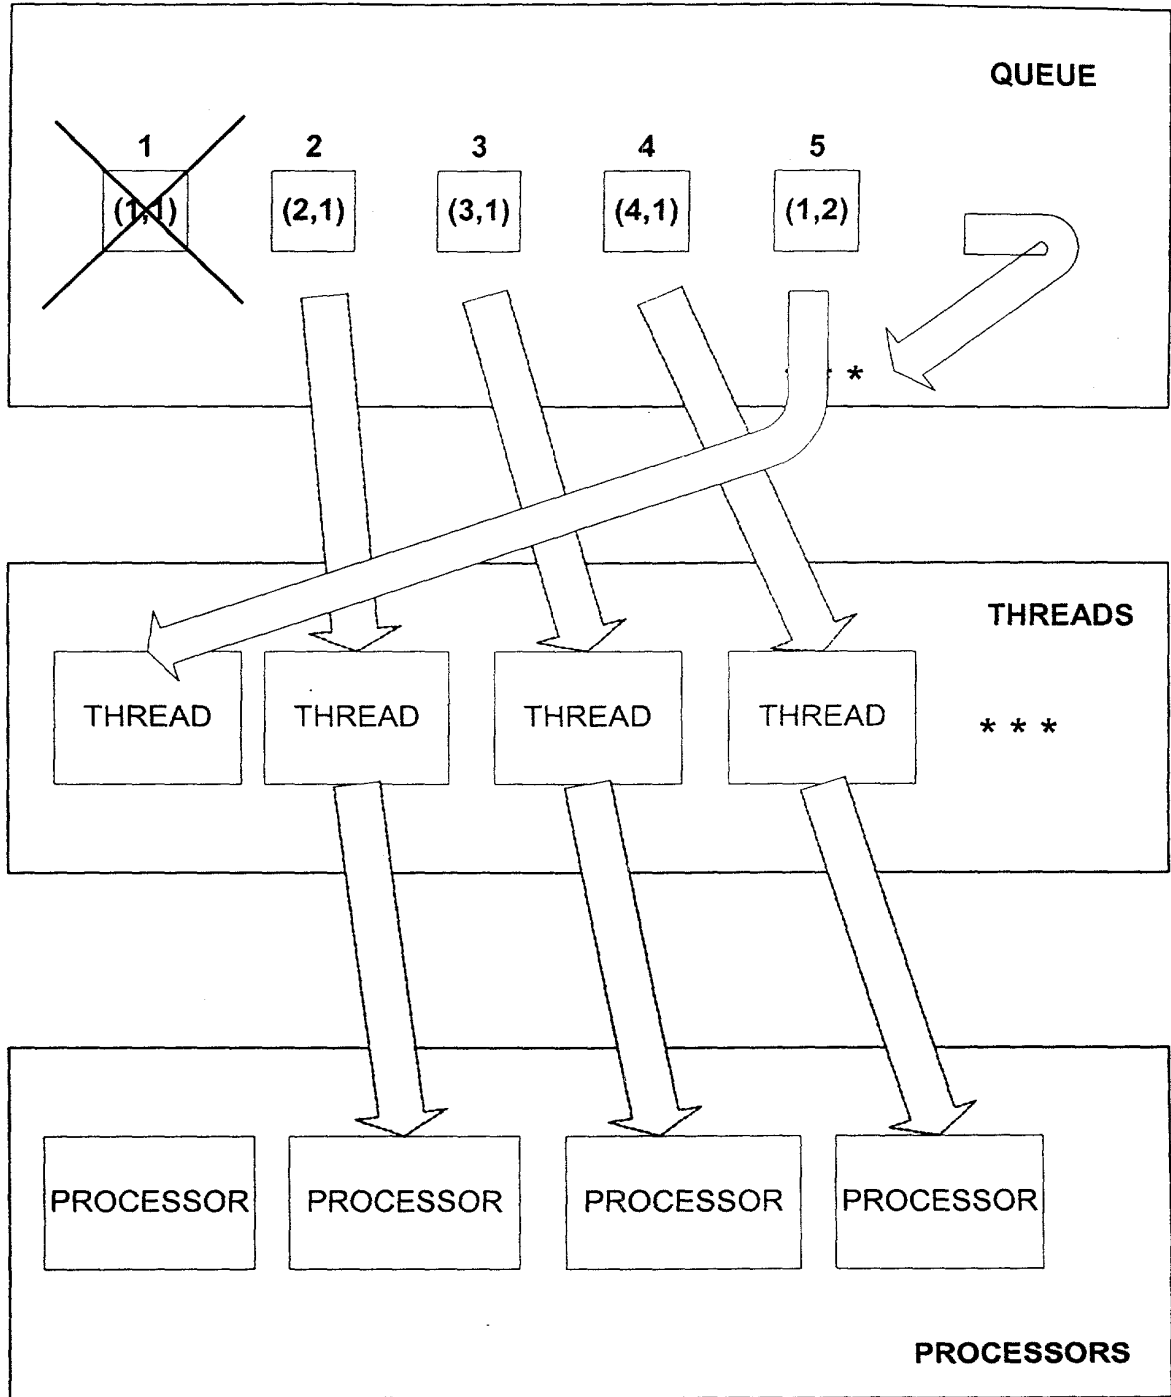 QUEUE
1 2 3 4 5
(1,1) (2,1) (3,1) (4,1) (1,2)
* *
THREADS
THREAD THREAD THREAD THREAD * * *
PROCESSOR PROCESSOR PROCESSOR PROCESSOR
PROCESSORS